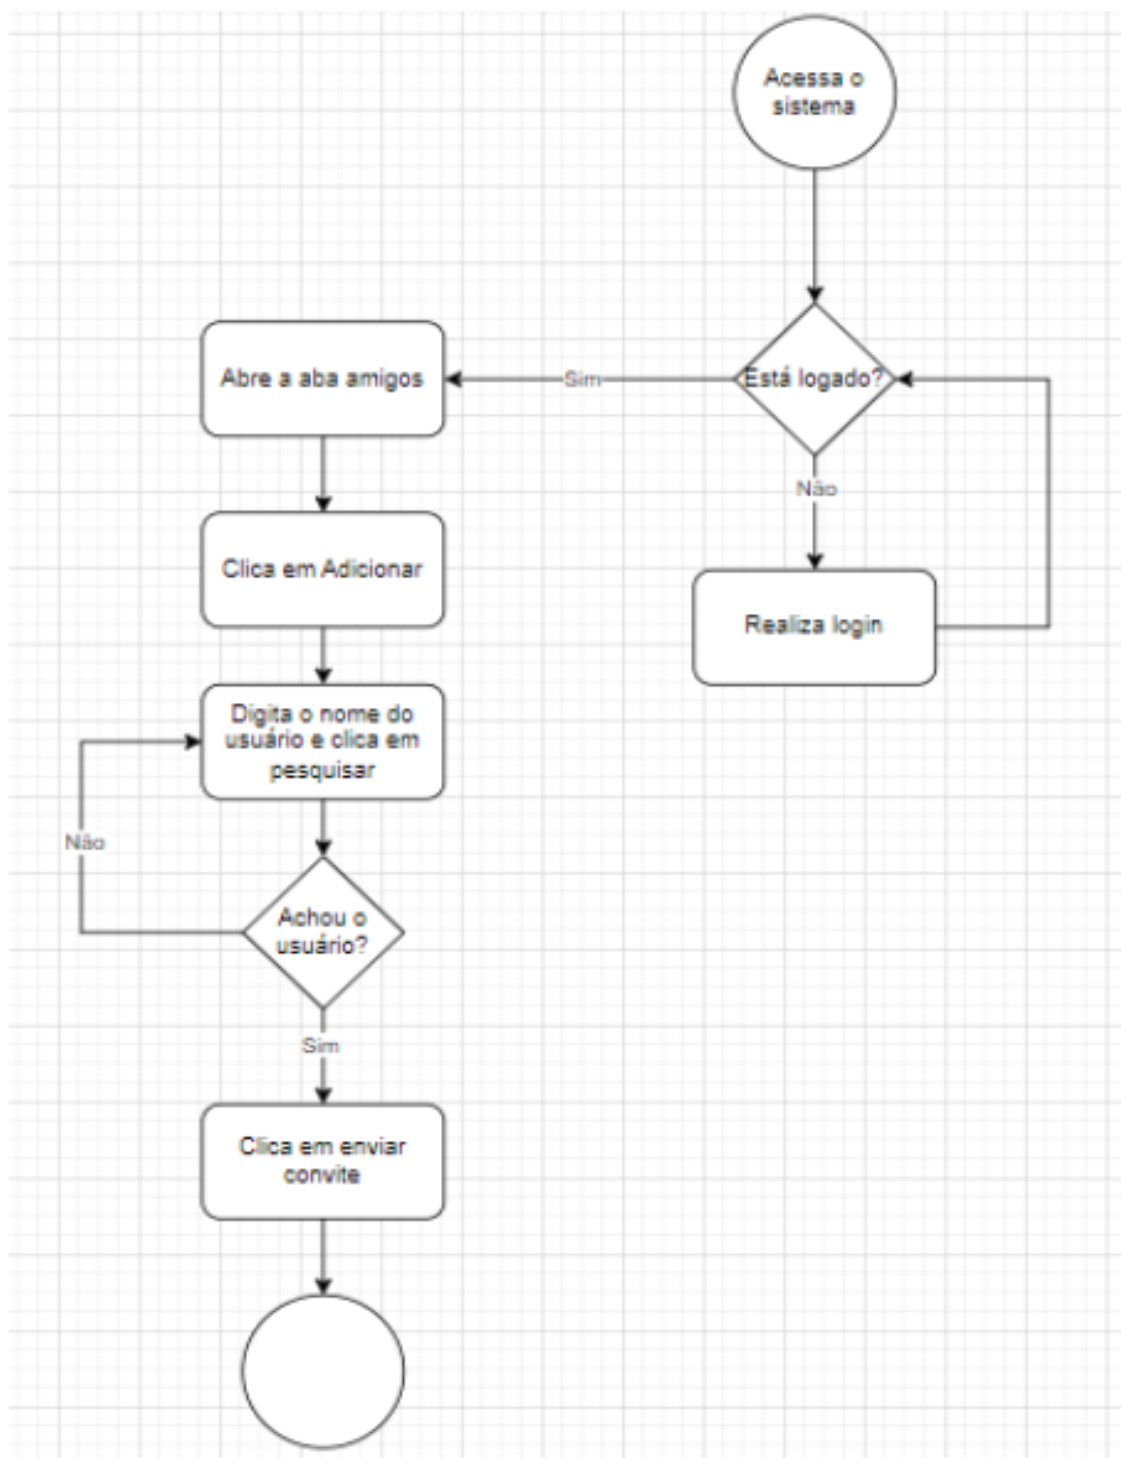 Acessa o
sistema
Está logado?
Sim
Não
Realiza login
Abre a aba amigos
Clica em Adicionar
Digita o nome do
usuário e clica em
pesquisar
Não
Achou o
usuário?
Sim
Clica em enviar
convite